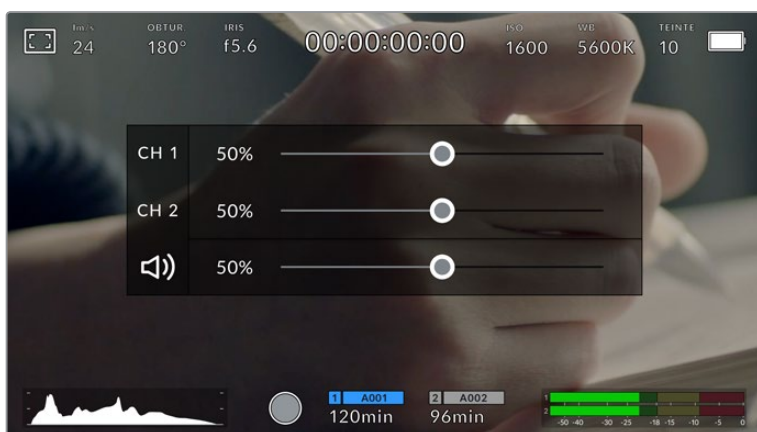 Im/s OBTUR. IRIS ISO WB TEINTE
24 180° f5.6 00:00:00:00 1600 5600K 10
CH 1 50%
CH 2 50%
50%
1 A001 2 A002
120min 96min
1
2
-50 -40 -30 -25 -18 -15 -10 -5 0